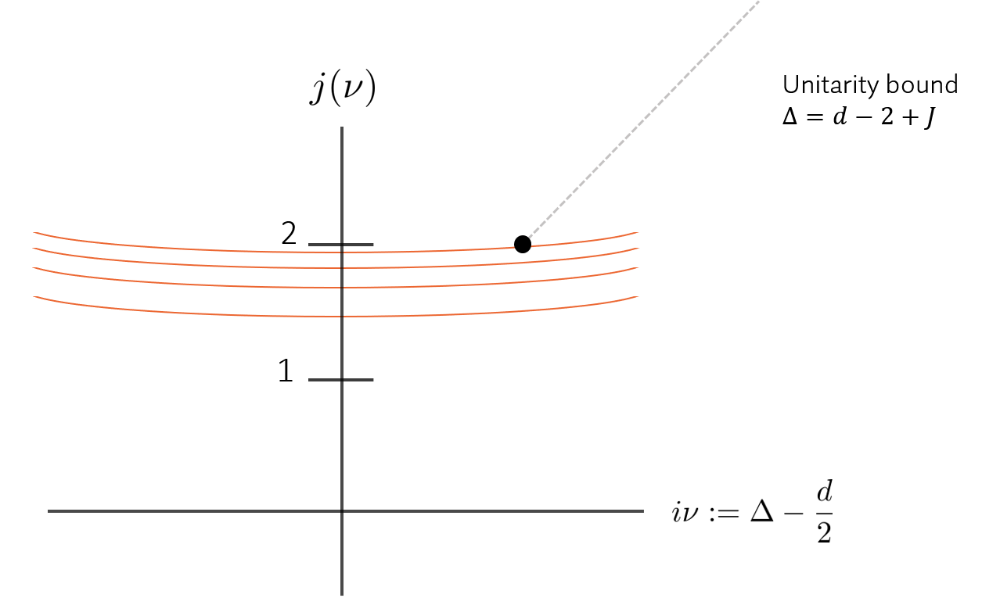 j(ν)
Unitarity bound
Δ = d − 2 + J
2
1
iν := Δ − d/2